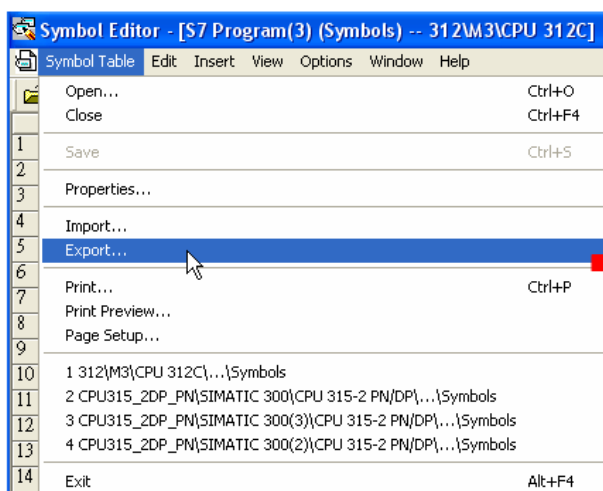 Symbol Editor - [S7 Program(3) (Symbols) -- 312\M3\CPU 312C]
Symbol Table Edit Insert View Options Window Help
Open... Ctrl+O
Close Ctrl+F4
1
Save Ctrl+S
2
Properties...
3
4
Import...
5
Export...
6
Print... Ctrl+P
7
Print Preview...
8
Page Setup...
9
10 1 312\M3\CPU 312C\...\Symbols
11 2 CPU315_2DP_PN\SIMATIC 300\CPU 315-2 PN/DP\...\Symbols
12 3 CPU315_2DP_PN\SIMATIC 300(3)\CPU 315-2 PN/DP\...\Symbols
13 4 CPU315_2DP_PN\SIMATIC 300(2)\CPU 315-2 PN/DP\...\Symbols
14 Exit Alt+F4